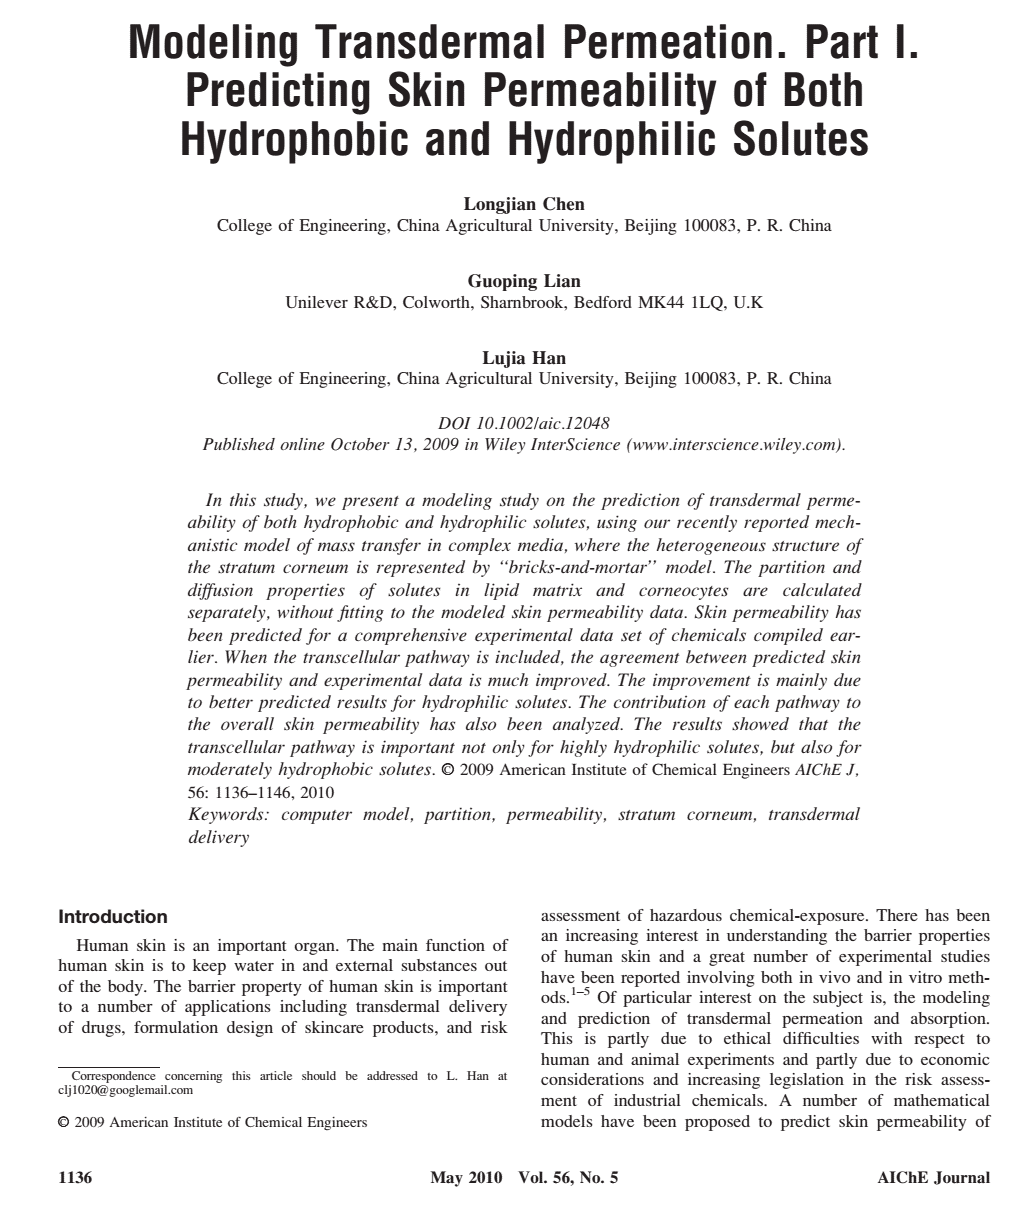 Modeling Transdermal Permeation. Part I.
Predicting Skin Permeability of Both
Hydrophobic and Hydrophilic Solutes
Longjian Chen
College of Engineering, China Agricultural University, Beijing 100083, P. R. China
Guoping Lian
Unilever R&D, Colworth, Sharnbrook, Bedford MK44 1LQ, U.K
Lujia Han
College of Engineering, China Agricultural University, Beijing 100083, P. R. China
DOI 10.1002/aic.12048
Published online October 13, 2009 in Wiley InterScience (www.interscience.wiley.com).
In this study, we present a modeling study on the prediction of transdermal perme-
ability of both hydrophobic and hydrophilic solutes, using our recently reported mech-
anistic model of mass transfer in complex media, where the heterogeneous structure of
the stratum corneum is represented by ‘‘bricks-and-mortar’’ model. The partition and
diffusion properties of solutes in lipid matrix and corneocytes are calculated
separately, without fitting to the modeled skin permeability data. Skin permeability has
been predicted for a comprehensive experimental data set of chemicals compiled ear-
lier. When the transcellular pathway is included, the agreement between predicted skin
permeability and experimental data is much improved. The improvement is mainly due
to better predicted results for hydrophilic solutes. The contribution of each pathway to
the overall skin permeability has also been analyzed. The results showed that the
transcellular pathway is important not only for highly hydrophilic solutes, but also for
moderately hydrophobic solutes. © 2009 American Institute of Chemical Engineers AIChE J,
56: 1136–1146, 2010
Keywords: computer model, partition, permeability, stratum corneum, transdermal
delivery
Introduction
Human skin is an important organ. The main function of
human skin is to keep water in and external substances out
of the body. The barrier property of human skin is important
to a number of applications including transdermal delivery
of drugs, formulation design of skincare products, and risk
Correspondence concerning this article should be addressed to L. Han at
clj1020@googlemail.com
© 2009 American Institute of Chemical Engineers
assessment of hazardous chemical-exposure. There has been
an increasing interest in understanding the barrier properties
of human skin and a great number of experimental studies
have been reported involving both in vivo and in vitro meth-
ods.1–5 Of particular interest on the subject is, the modeling
and prediction of transdermal permeation and absorption.
This is partly due to ethical difficulties with respect to
human and animal experiments and partly due to economic
considerations and increasing legislation in the risk assess-
ment of industrial chemicals. A number of mathematical
models have been proposed to predict skin permeability of
1136 May 2010 Vol. 56, No. 5 AIChE Journal